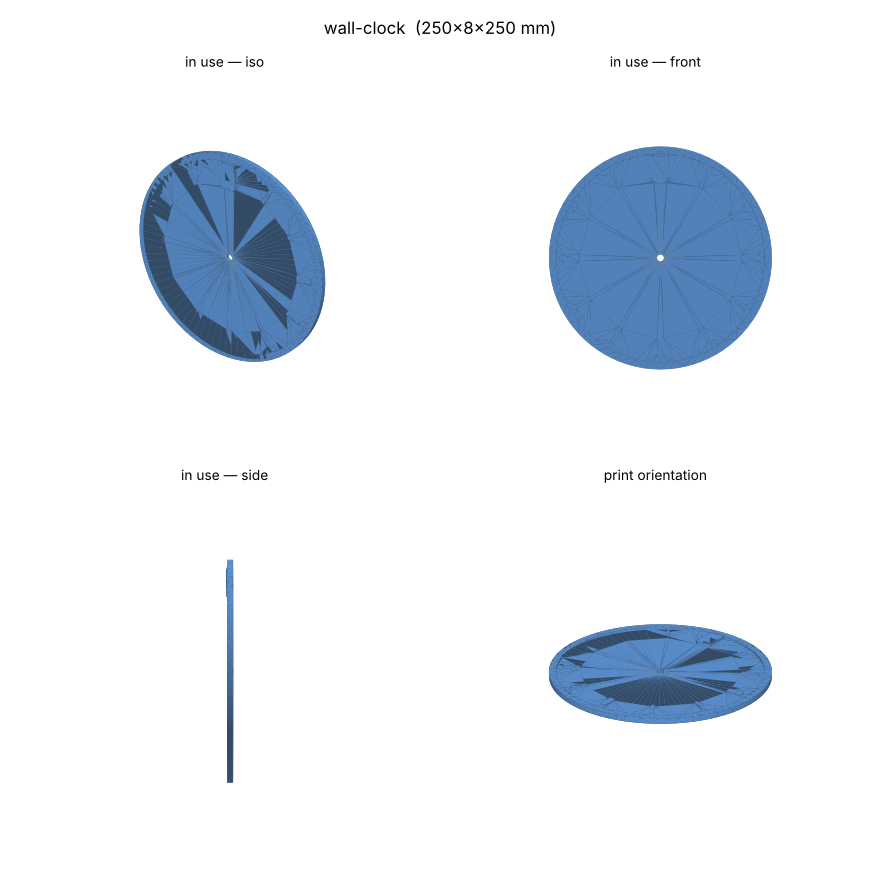 wall-clock (250×8×250 mm)
in use — iso
in use — front
in use — side
print orientation